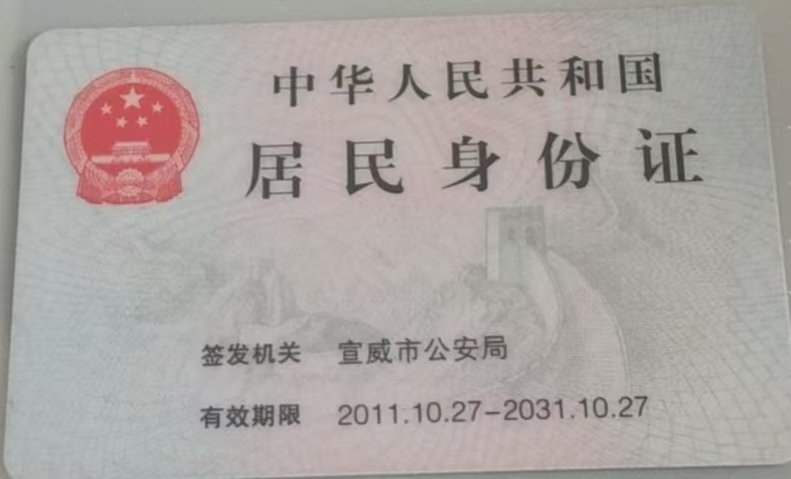 中华人民共和国
居民身份证
签发机关 宣威市公安局
有效期限 2011.10.27-2031.10.27